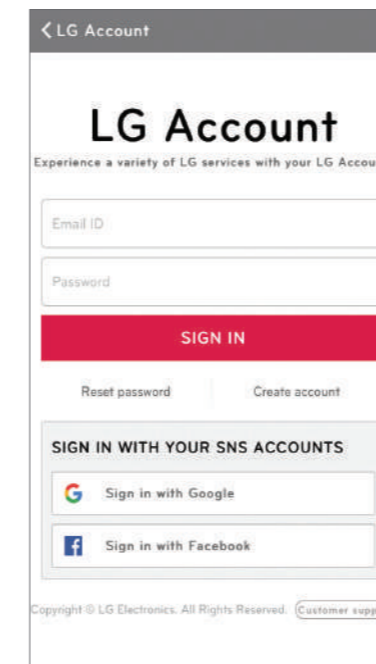 LG Account
LG Account
Experience a variety of LG services with your LG Accou
Email ID
Password
SIGN IN
Reset password
Create account
SIGN IN WITH YOUR SNS ACCOUNTS
Sign in with Google
Sign in with Facebook
Copyright © LG Electronics. All Rights Reserved. Customer supp